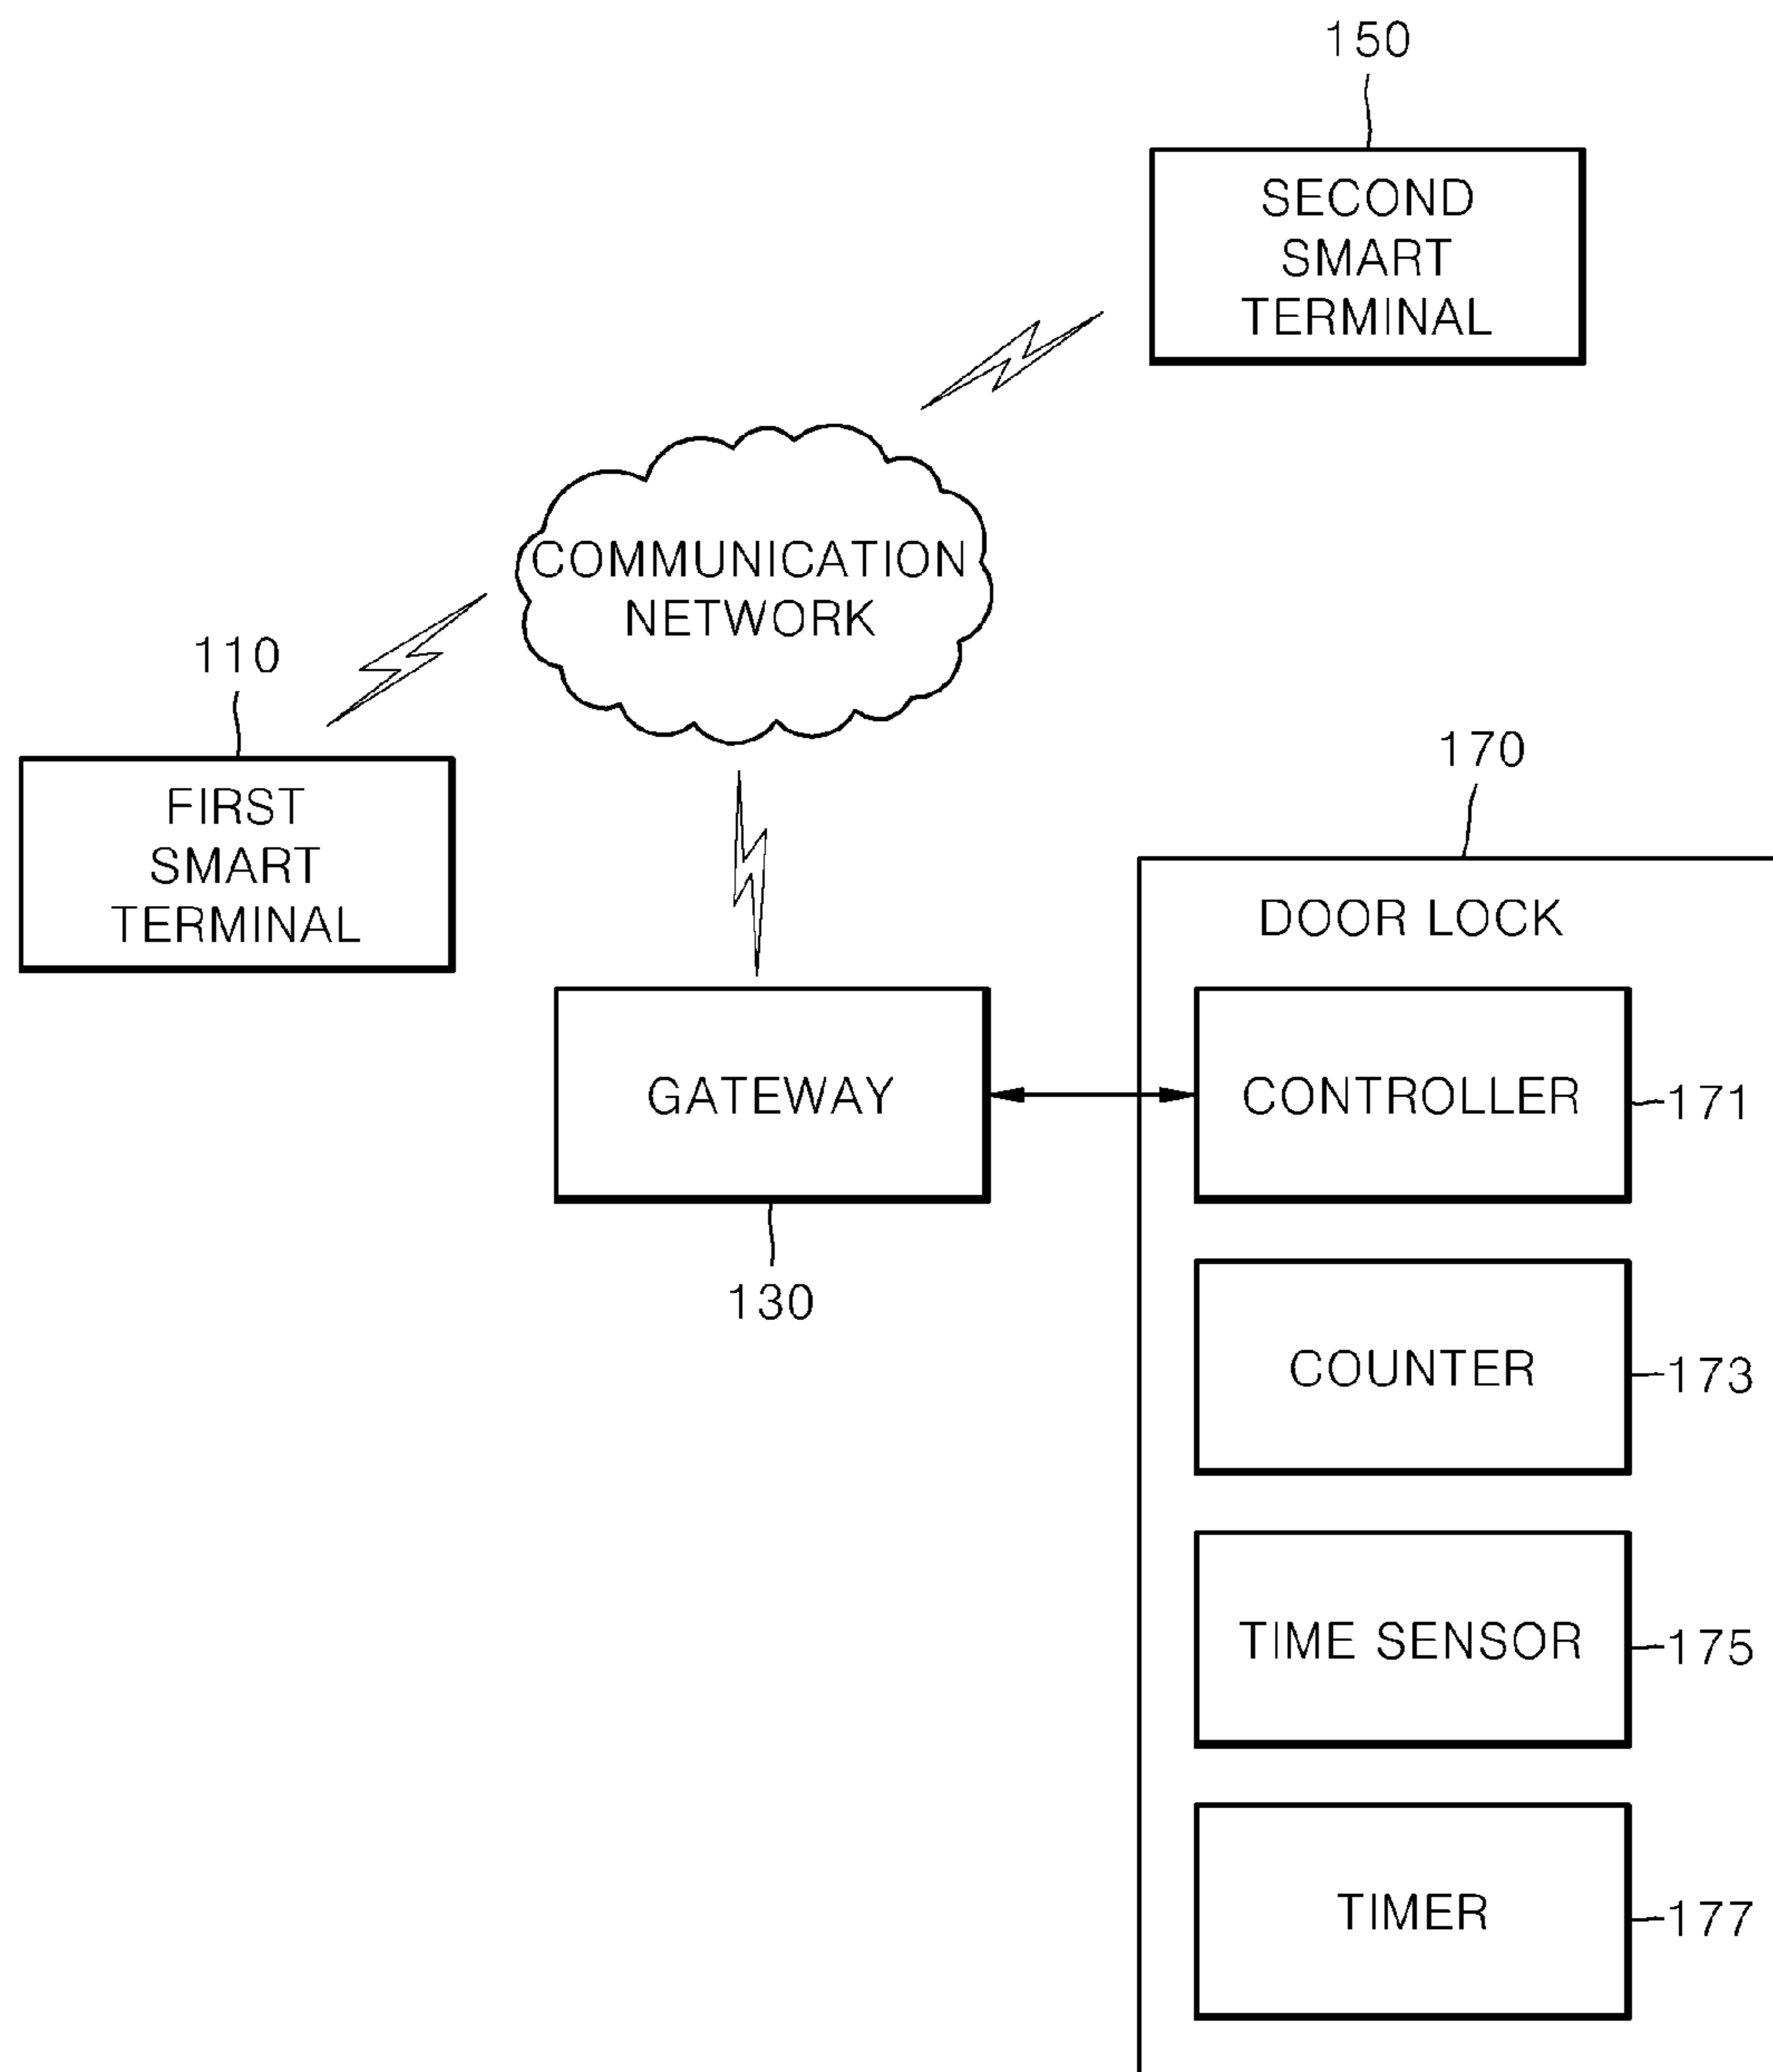 150
SECOND
SMART
TERMINAL
COMMUNICATION
NETWORK
110
FIRST
SMART
TERMINAL
170
DOOR LOCK
GATEWAY
130
CONTROLLER
171
COUNTER
173
TIME SENSOR
175
TIMER
177